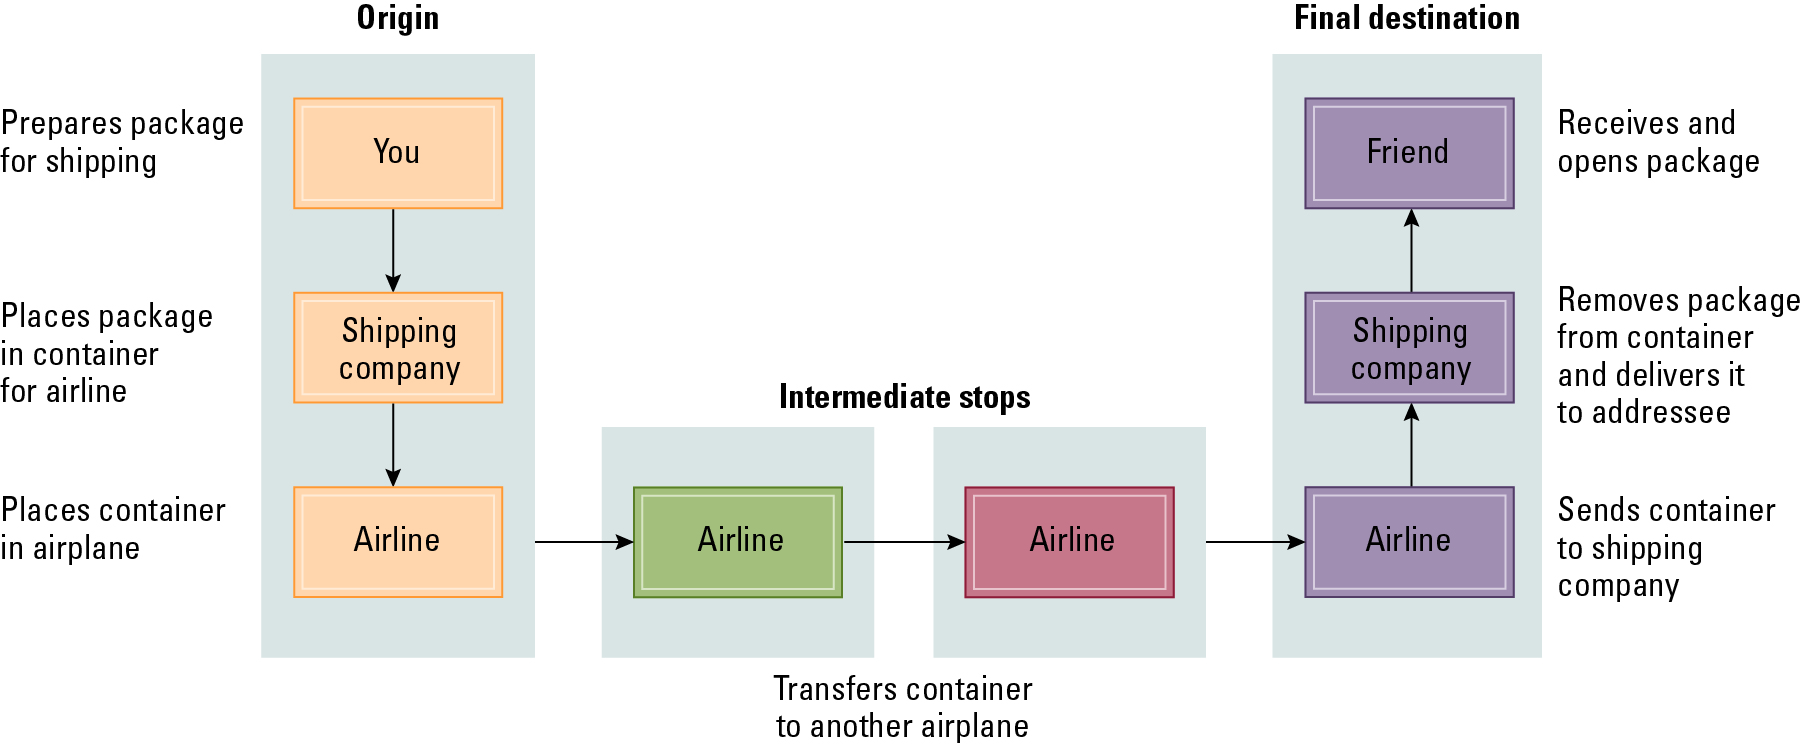 Origin
Final destination
Prepares package
for shipping
You
Friend
Receives and
opens package
Places package
in container
for airline
Shipping
company
Shipping
company
Removes package
from container
and delivers it
to addressee
Intermediate stops
Places container
in airplane
Airline
Airline
Airline
Airline
Sends container
to shipping
company
Transfers container
to another airplane